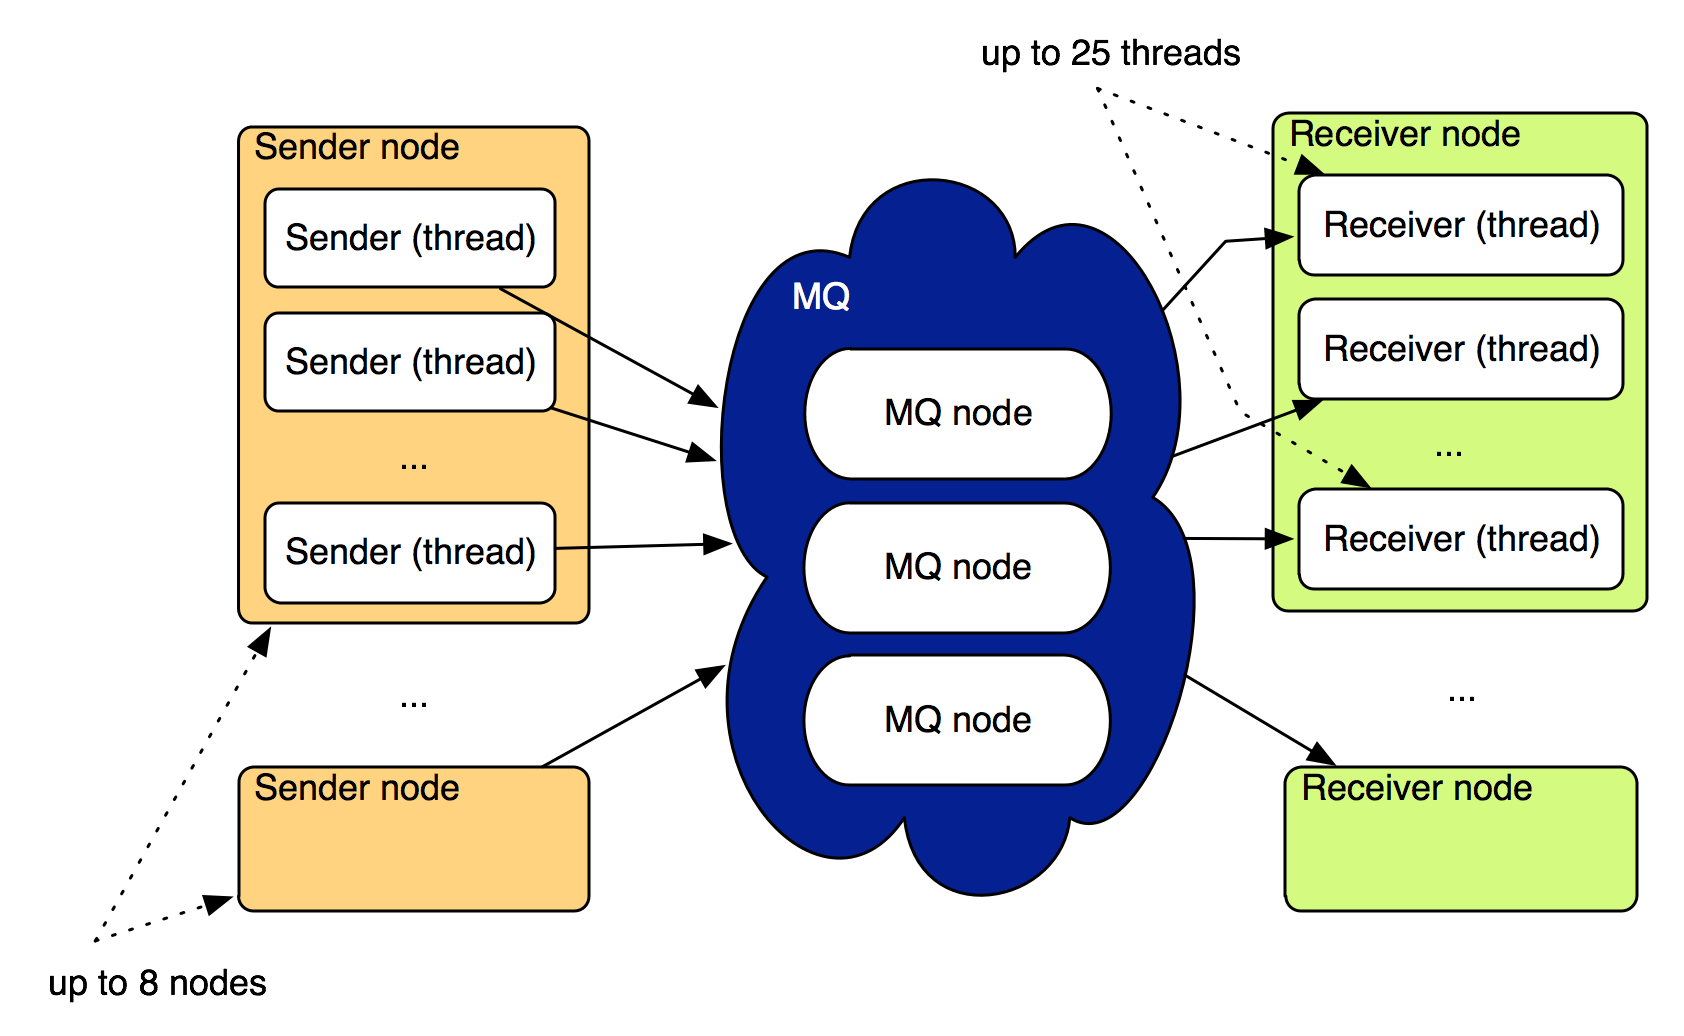 up to 25 threads
Sender node
Sender (thread)
Sender (thread)
...
Sender (thread)
...
Sender node
up to 8 nodes
MQ
MQ node
MQ node
MQ node
Receiver node
Receiver (thread)
Receiver (thread)
...
Receiver (thread)
...
Receiver node